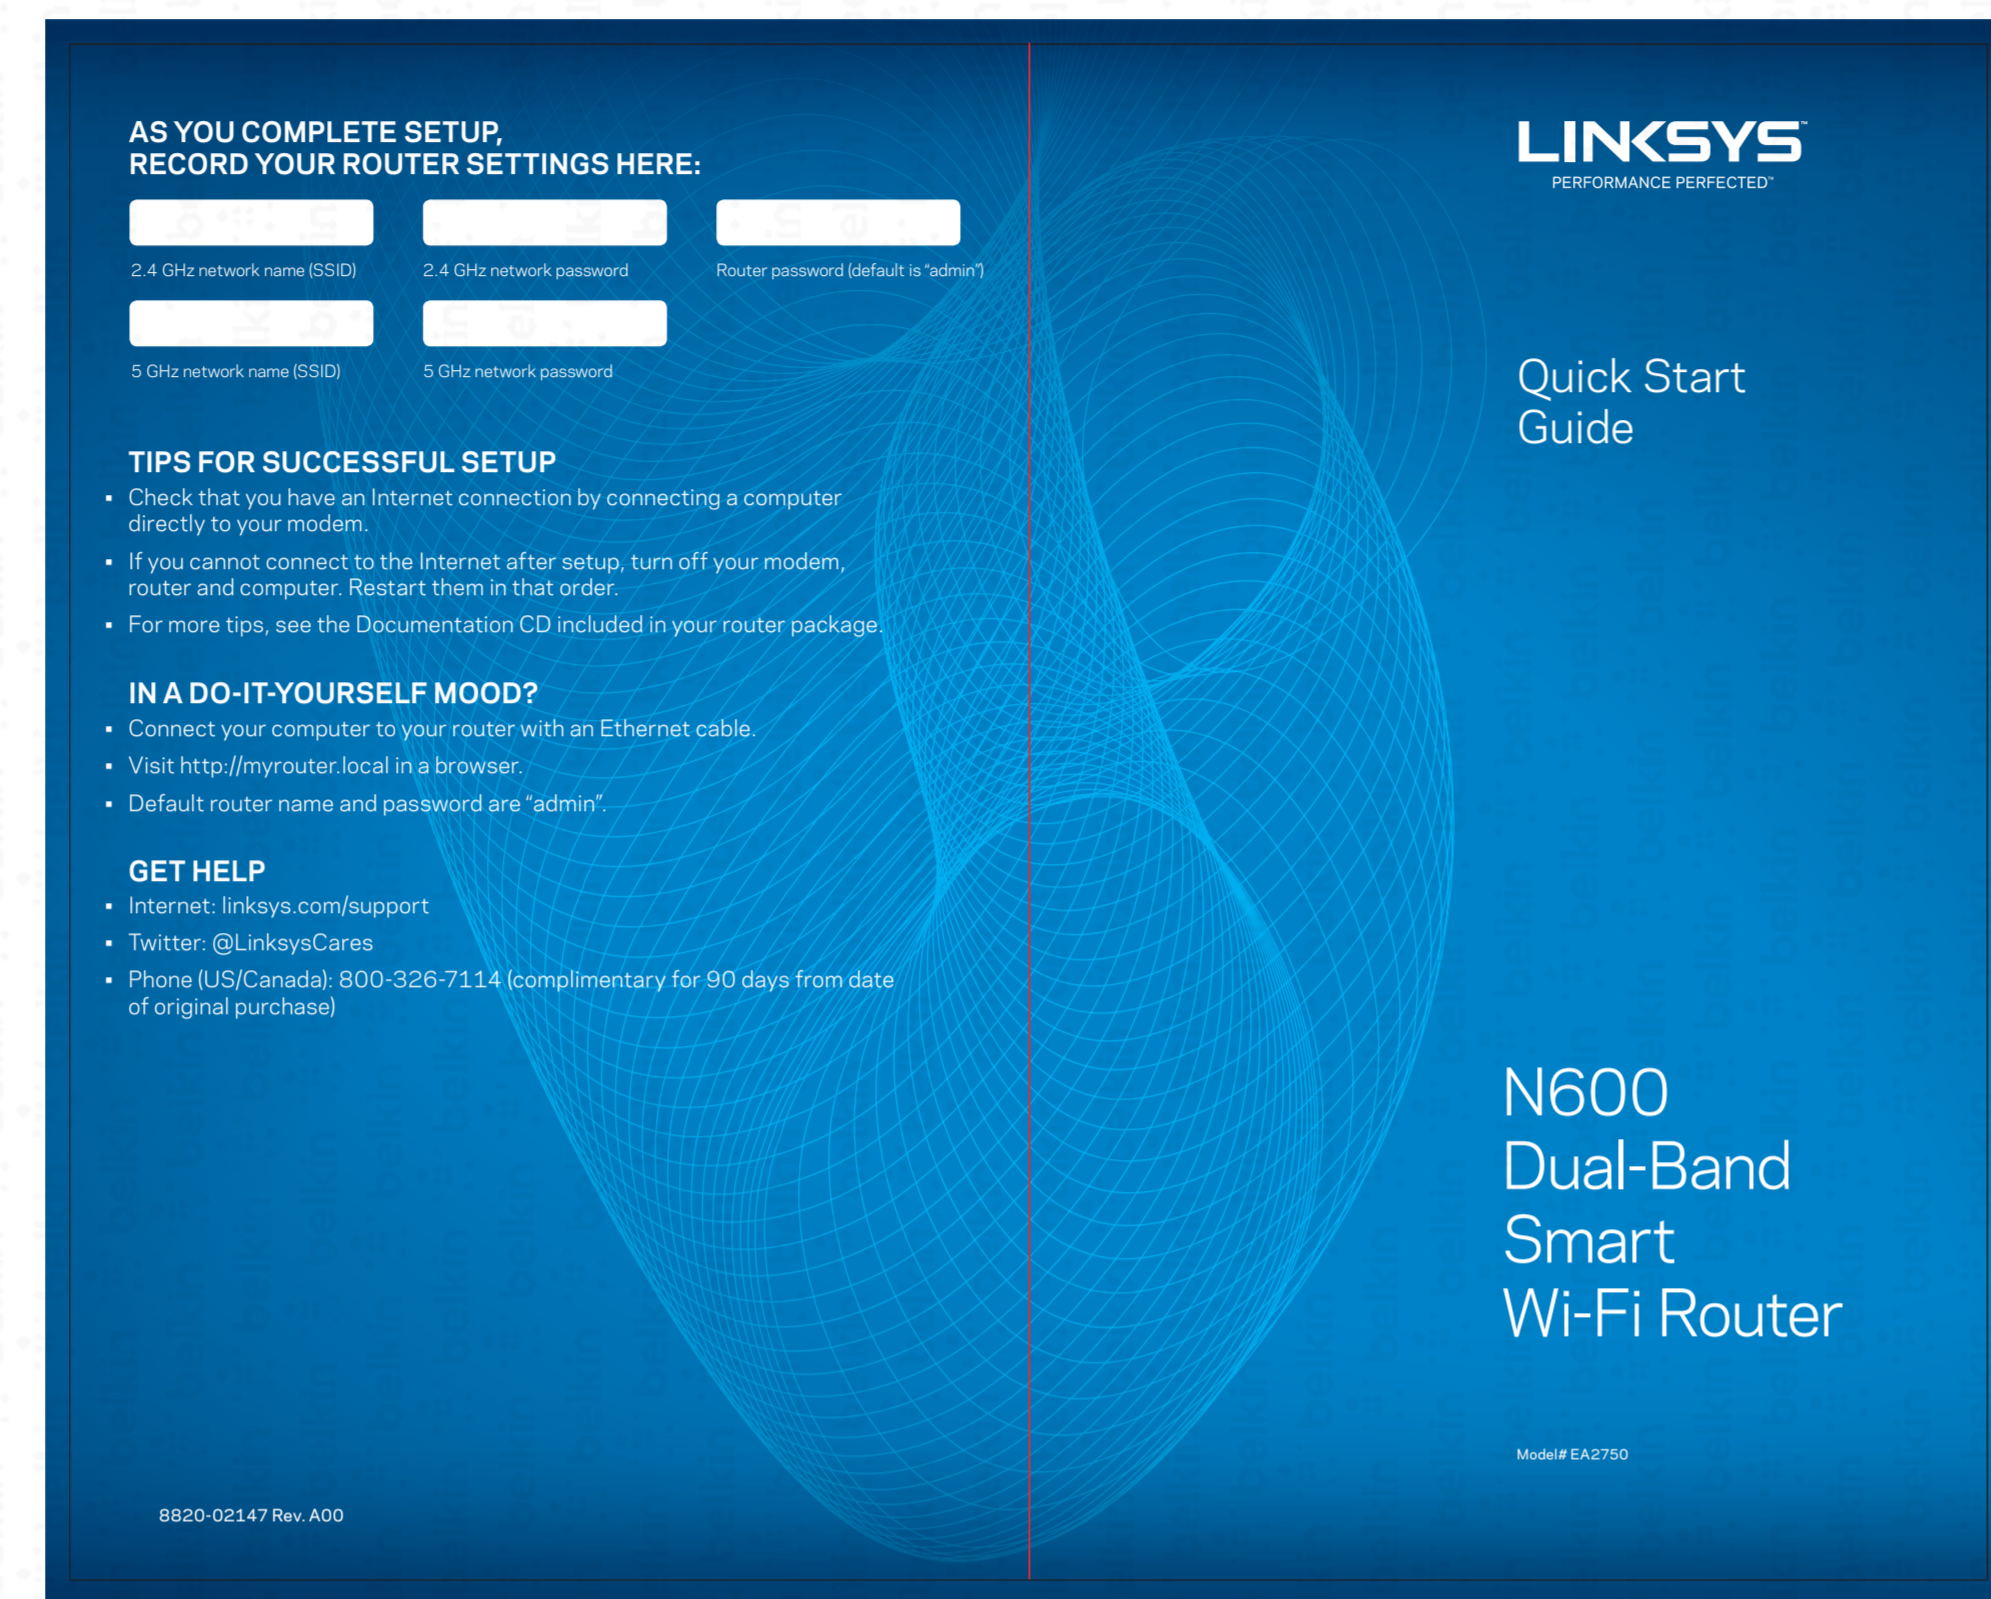 AS YOU COMPLETE SETUP,
RECORD YOUR ROUTER SETTINGS HERE:
2.4 GHz network name (SSID)
2.4 GHz network password
Router password (default is “admin”)
5 GHz network name (SSID)
5 GHz network password
TIPS FOR SUCCESSFUL SETUP
▪ Check that you have an Internet connection by connecting a computer
directly to your modem.
▪ If you cannot connect to the Internet after setup, turn off your modem,
router and computer. Restart them in that order.
▪ For more tips, see the Documentation CD included in your router package.
IN A DO-IT-YOURSELF MOOD?
▪ Connect your computer to your router with an Ethernet cable.
▪ Visit http://myrouter.local in a browser.
▪ Default router name and password are “admin”.
GET HELP
▪ Internet: linksys.com/support
▪ Twitter: @LinksysCares
▪ Phone (US/Canada): 800-326-7114 (complimentary for 90 days from date
of original purchase)
8820-02147 Rev. A00
LINKSYS™
PERFORMANCE PERFECTED™
Quick Start
Guide
N600
Dual-Band
Smart
Wi-Fi Router
Model# EA2750